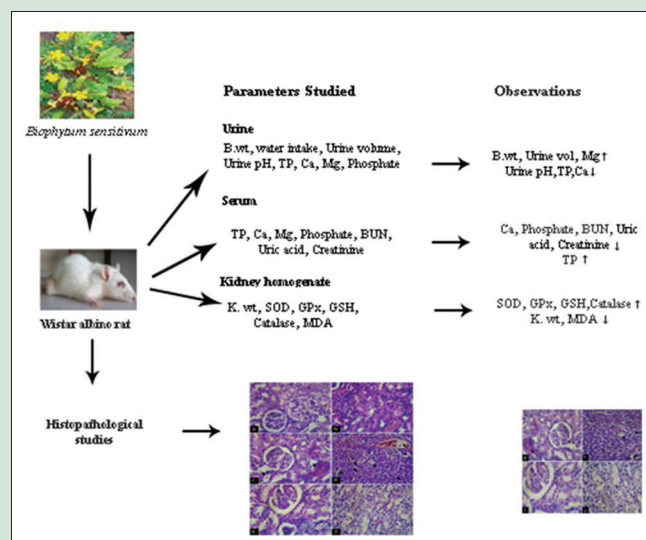 Parameters Studied
Observations
Biophytum sensitivum
Urine
B.wt, water intake, Urine volume,
Urine pH, TP, Ca, Mg, Phosphate
B.wt, Urine vol, Mg↑
Urine pH,TP,Ca↓
Serum
TP, Ca, Mg, Phosphate, BUN,
Uric acid, Creatinine
Ca, Phosphate, BUN, Uric
acid, Creatinine ↓
TP ↑
Kidney homogenate
K. wt, SOD, GPx, GSH,
Catalase, MDA
SOD, GPx, GSH,Catalase ↑
K. wt, MDA ↓
Wistar albino rat
Histopathological
studies